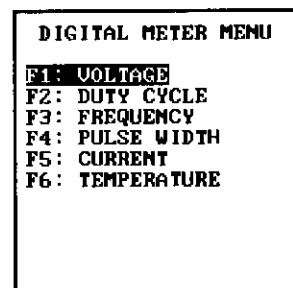 DIGITAL METER MENU
F1: VOLTAGE
F2: DUTY CYCLE
F3: FREQUENCY
F4: PULSE WIDTH
F5: CURRENT
F6: TEMPERATURE